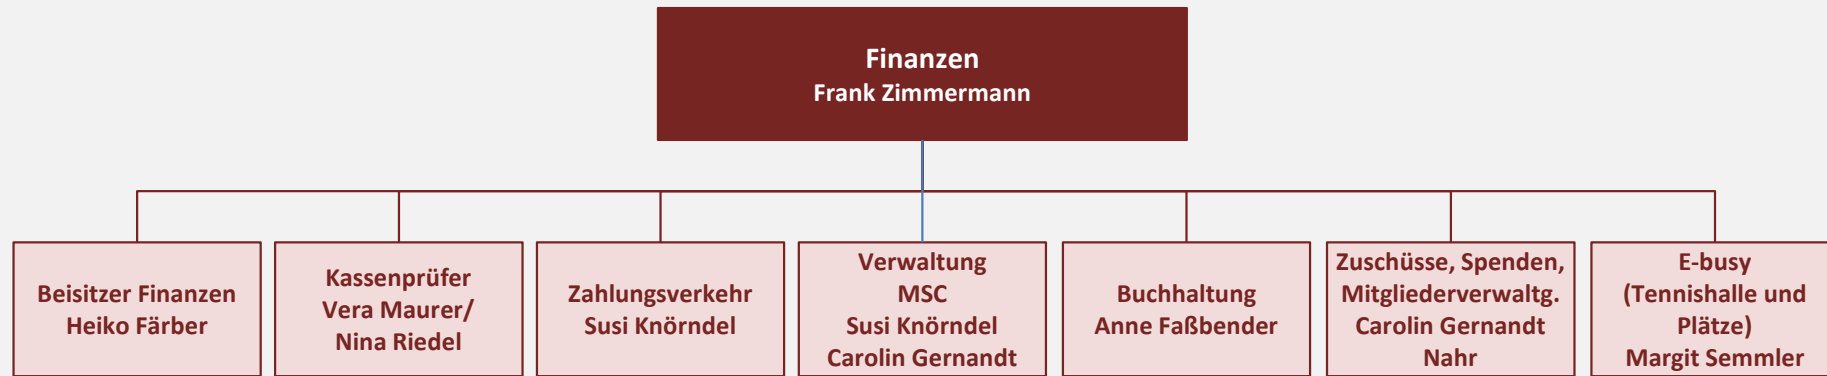 Finanzen
Frank Zimmermann
Beisitzer Finanzen
Heiko Färber
Kassenprüfer
Vera Maurer/
Nina Riedel
Zahlungsverkehr
Susi Knörndel
Verwaltung
MSC
Susi Knörndel
Carolin Gernandt
Buchhaltung
Anne Faßbender
Zuschüsse, Spenden,
Mitgliederverwaltg.
Carolin Gernandt
Nahr
E-busy
(Tennishalle und
Plätze)
Margit Semmler